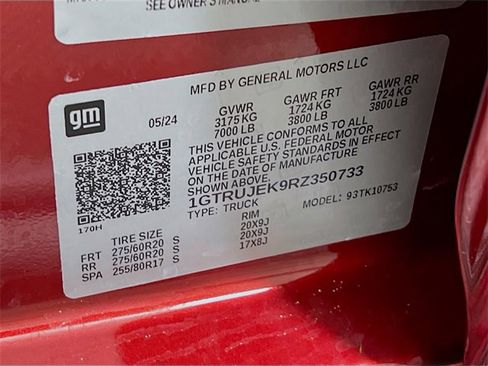 SEE OWNER'S MANUAL
MFD BY GENERAL MOTORS LLC
gm
05/24
GVWR GAWR FRT GAWR RR
3175 KG 1724 KG 1724 KG
7000 LB 3800 LB 3800 LB
THIS VEHICLE CONFORMS TO ALL
APPLICABLE U.S. FEDERAL MOTOR
VEHICLE SAFETY STANDARDS IN EFFECT
ON THE DATE OF MANUFACTURE
SHOWN ABOVE.
1GTRUJEK9RZ350733
TYPE: TRUCK MODEL: 93TK10753
170H
TIRE SIZE RIM
FRT 275/60R20 S 20X9J
RR 275/60R20 S 20X9J
SPA 255/80R17 S 17X8J